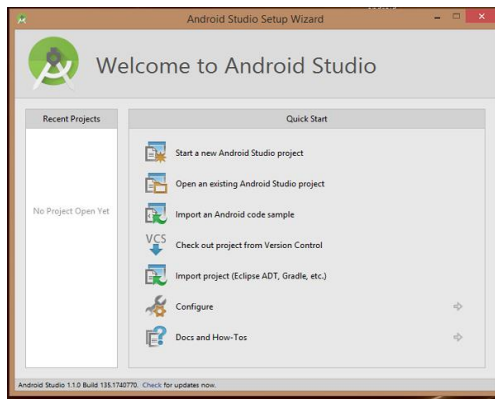 Android Studio Setup Wizard
Welcome to Android Studio
Recent Projects
No Project Open Yet
Quick Start
Start a new Android Studio project
Open an existing Android Studio project
Import an Android code sample
VCS
Check out project from Version Control
Import project (Eclipse ADT, Gradle, etc.)
Configure
Docs and How-Tos
Android Studio 1.1.0 Build 135.1740770. Check for updates now.